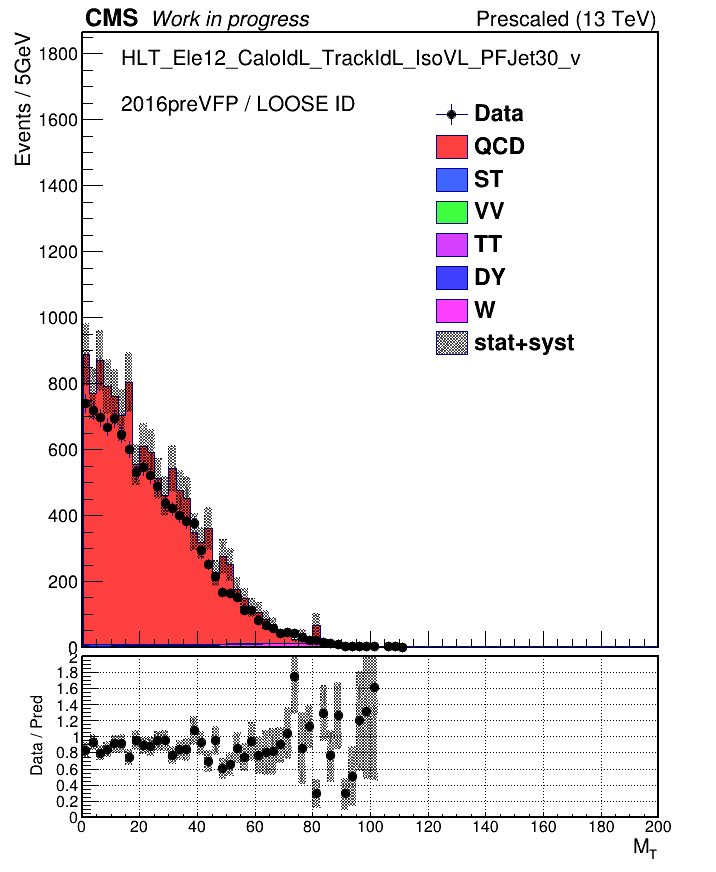 CMS Work in progress Prescaled (13 TeV)
Events / 5GeV
HLT_Ele12_CaloIdL_TrackIdL_IsoVL_PFJet30_v
2016preVFP / LOOSE ID
Data
QCD
ST
VV
TT
DY
W
stat+syst
1800
1600
1400
1200
1000
800
600
400
200
0
Data / Pred
2
1.8
1.6
1.4
1.2
1
0.8
0.6
0.4
0.2
0
0 20 40 60 80 100 120 140 160 180 200
M_T